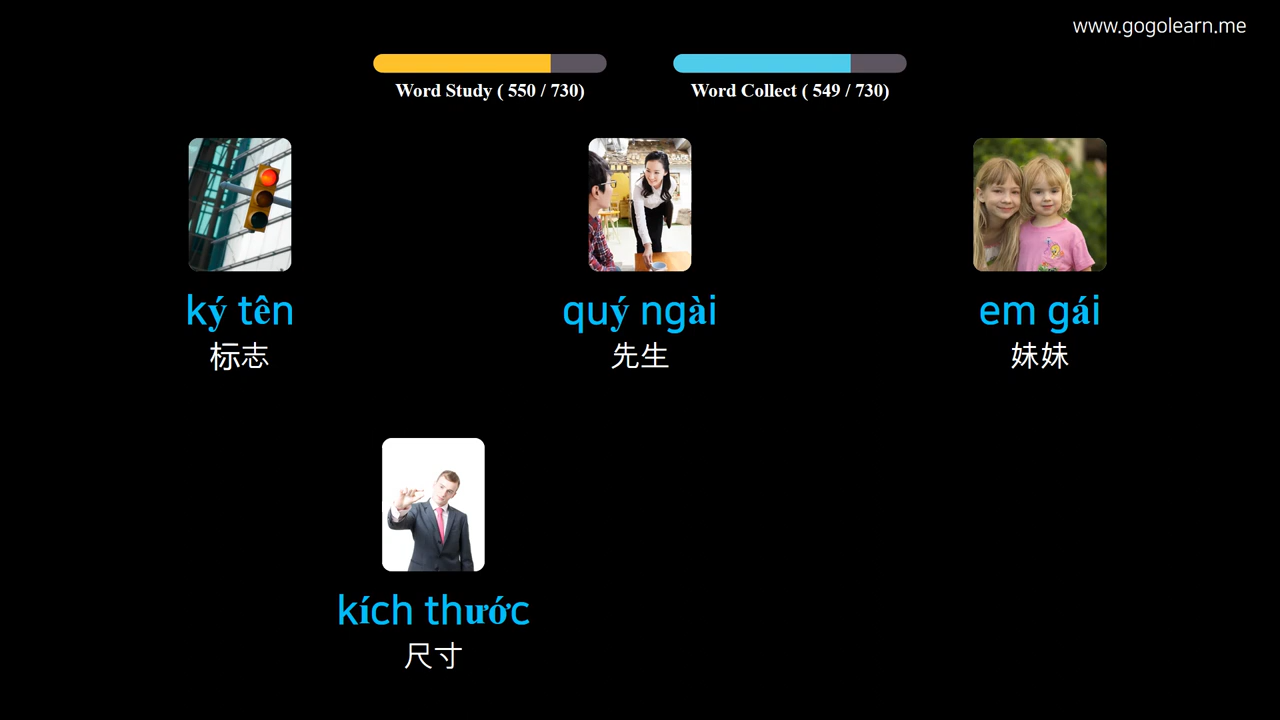 www.gogolearn.me
Word Study ( 550 / 730)
Word Collect ( 549 / 730)
ký tên
标志
quý ngài
先生
em gái
妹妹
kích thước
尺寸